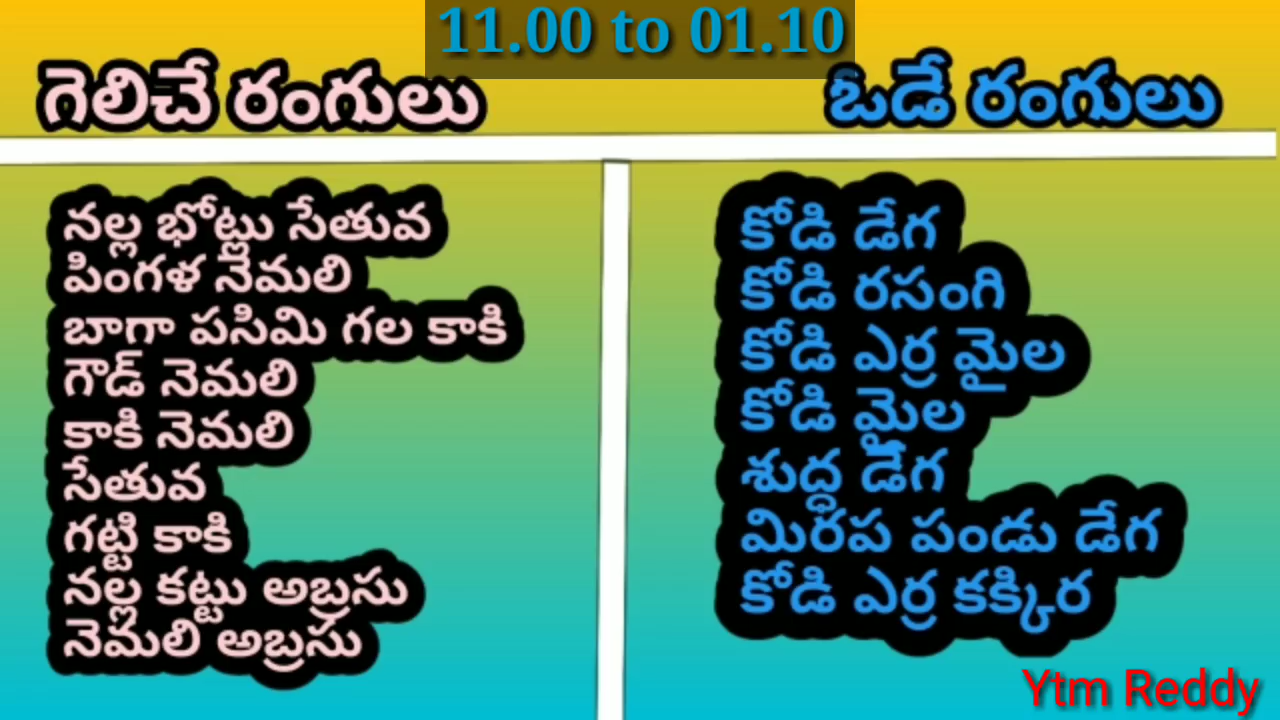 11.00 to 01.10
గెలిచే రంగులు
ఓడే రంగులు
నల్ల భోట్లు సేతువ
పింగళ నెమలి
బాగా పసిమి గల కాకి
గౌడ్ నెమలి
కాకి నెమలి
సేతువ
గట్టి కాకి
నల్ల కట్టు అబ్రసు
నెమలి అబ్రసు
కోడి డేగ
కోడి రసంగి
కోడి ఎర్ర మైల
కోడి మైల
శుద్ధ డేగ
మిరప పండు డేగ
కోడి ఎర్ర కక్కిర
Ytm Reddy